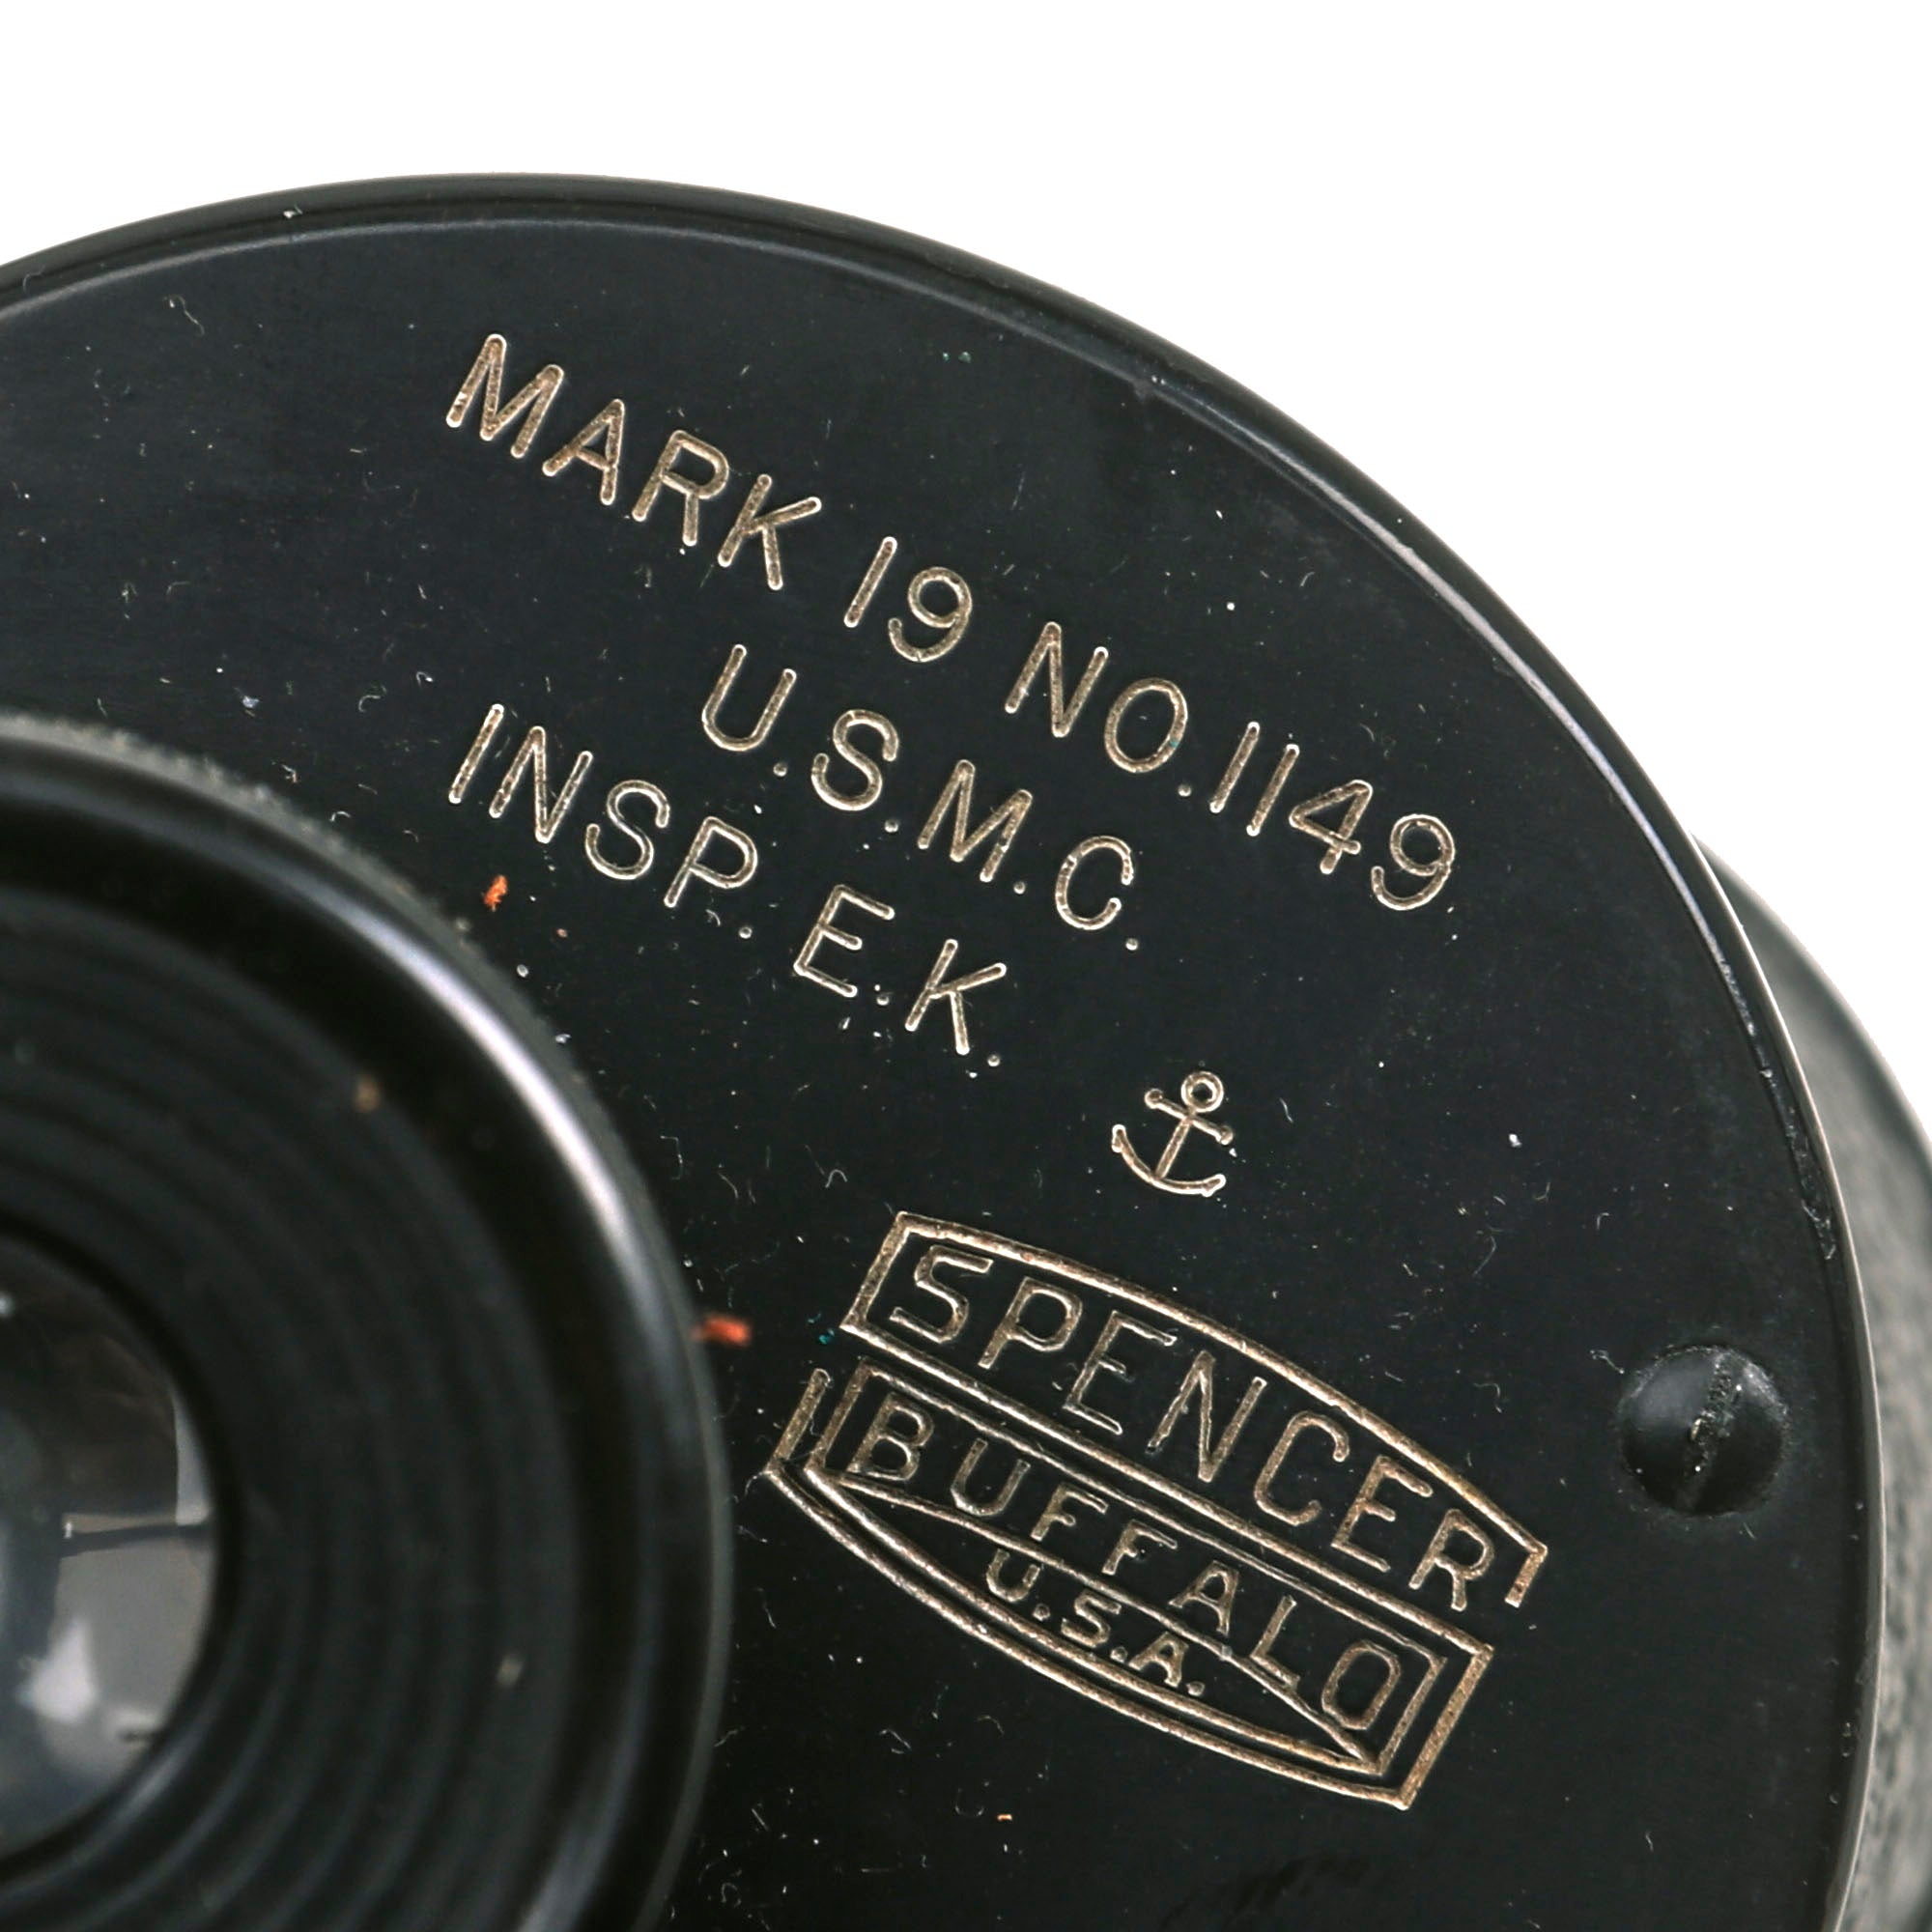 MARK 19 NO.1149
U.S.M.C.
INSP. E.K.
SPENCER
BUFFALO
U.S.A.